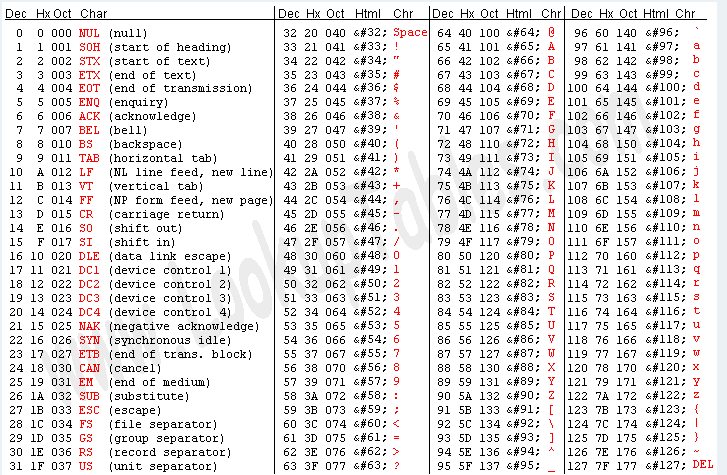 Dec Hx Oct Char Dec Hx Oct Html Chr Dec Hx Oct Html Chr Dec Hx Oct Html Chr
0 0 000 NUL (null) 32 20 040 &#32; Space 64 40 100 &#64; @ 96 60 140 &#96; `
1 1 001 SOH (start of heading) 33 21 041 &#33; ! 65 41 101 &#65; A 97 61 141 &#97; a
2 2 002 STX (start of text) 34 22 042 &#34; " 66 42 102 &#66; B 98 62 142 &#98; b
3 3 003 ETX (end of text) 35 23 043 &#35; # 67 43 103 &#67; C 99 63 143 &#99; c
4 4 004 EOT (end of transmission) 36 24 044 &#36; $ 68 44 104 &#68; D 100 64 144 &#100; d
5 5 005 ENQ (enquiry) 37 25 045 &#37; % 69 45 105 &#69; E 101 65 145 &#101; e
6 6 006 ACK (acknowledge) 38 26 046 &#38; & 70 46 106 &#70; F 102 66 146 &#102; f
7 7 007 BEL (bell) 39 27 047 &#39; ' 71 47 107 &#71; G 103 67 147 &#103; g
8 8 010 BS (backspace) 40 28 050 &#40; ( 72 48 110 &#72; H 104 68 150 &#104; h
9 9 011 TAB (horizontal tab) 41 29 051 &#41; ) 73 49 111 &#73; I 105 69 151 &#105; i
10 A 012 LF (NL line feed, new line) 42 2A 052 &#42; * 74 4A 112 &#74; J 106 6A 152 &#106; j
11 B 013 VT (vertical tab) 43 2B 053 &#43; + 75 4B 113 &#75; K 107 6B 153 &#107; k
12 C 014 FF (NP form feed, new page) 44 2C 054 &#44; , 76 4C 114 &#76; L 108 6C 154 &#108; l
13 D 015 CR (carriage return) 45 2D 055 &#45; - 77 4D 115 &#77; M 109 6D 155 &#109; m
14 E 016 SO (shift out) 46 2E 056 &#46; . 78 4E 116 &#78; N 110 6E 156 &#110; n
15 F 017 SI (shift in) 47 2F 057 &#47; / 79 4F 117 &#79; O 111 6F 157 &#111; o
16 10 020 DLE (data link escape) 48 30 060 &#48; 0 80 50 120 &#80; P 112 70 160 &#112; p
17 11 021 DC1 (device control 1) 49 31 061 &#49; 1 81 51 121 &#81; Q 113 71 161 &#113; q
18 12 022 DC2 (device control 2) 50 32 062 &#50; 2 82 52 122 &#82; R 114 72 162 &#114; r
19 13 023 DC3 (device control 3) 51 33 063 &#51; 3 83 53 123 &#83; S 115 73 163 &#115; s
20 14 024 DC4 (device control 4) 52 34 064 &#52; 4 84 54 124 &#84; T 116 74 164 &#116; t
21 15 025 NAK (negative acknowledge) 53 35 065 &#53; 5 85 55 125 &#85; U 117 75 165 &#117; u
22 16 026 SYN (synchronous idle) 54 36 066 &#54; 6 86 56 126 &#86; V 118 76 166 &#118; v
23 17 027 ETB (end of trans. block) 55 37 067 &#55; 7 87 57 127 &#87; W 119 77 167 &#119; w
24 18 030 CAN (cancel) 56 38 070 &#56; 8 88 58 130 &#88; X 120 78 170 &#120; x
25 19 031 EM (end of medium) 57 39 071 &#57; 9 89 59 131 &#89; Y 121 79 171 &#121; y
26 1A 032 SUB (substitute) 58 3A 072 &#58; : 90 5A 132 &#90; Z 122 7A 172 &#122; z
27 1B 033 ESC (escape) 59 3B 073 &#59; ; 91 5B 133 &#91; [ 123 7B 173 &#123; {
28 1C 034 FS (file separator) 60 3C 074 &#60; < 92 5C 134 &#92; \ 124 7C 174 &#124; |
29 1D 035 GS (group separator) 61 3D 075 &#61; = 93 5D 135 &#93; ] 125 7D 175 &#125; }
30 1E 036 RS (record separator) 62 3E 076 &#62; > 94 5E 136 &#94; ^ 126 7E 176 &#126; ~
31 1F 037 US (unit separator) 63 3F 077 &#63; ? 95 5F 137 &#95; _ 127 7F 177 &#127; DEL